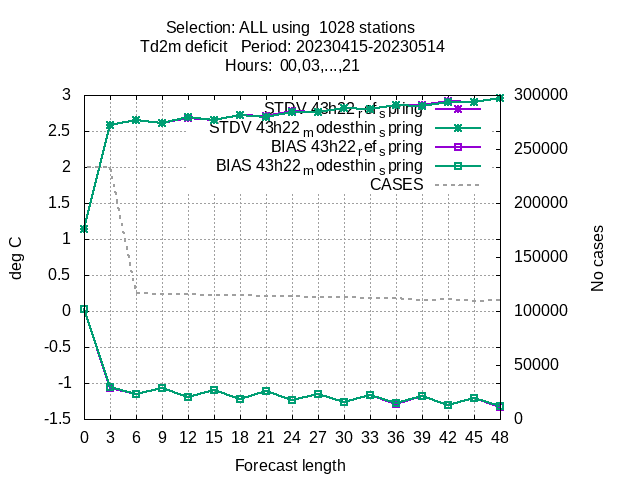 Selection: ALL using  1028 stations
Td2m deficit   Period: 20230415-20230514
Hours:  00,03,...,21
STDV 43h22_ref_spring
STDV 43h22_modesthin_spring
BIAS 43h22_ref_spring
BIAS 43h22_modesthin_spring
CASES
3
2.5
2
1.5
1
0.5
0
-0.5
-1
-1.5
deg C
300000
250000
200000
150000
100000
50000
0
No cases
0 3 6 9 12 15 18 21 24 27 30 33 36 39 42 45 48
Forecast length